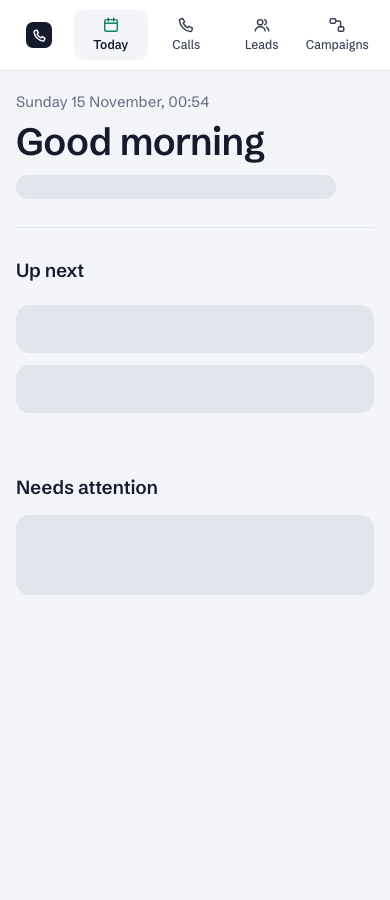 Today
Calls
Leads
Campaigns
Sunday 15 November, 00:54
Good morning
Up next
Needs attention